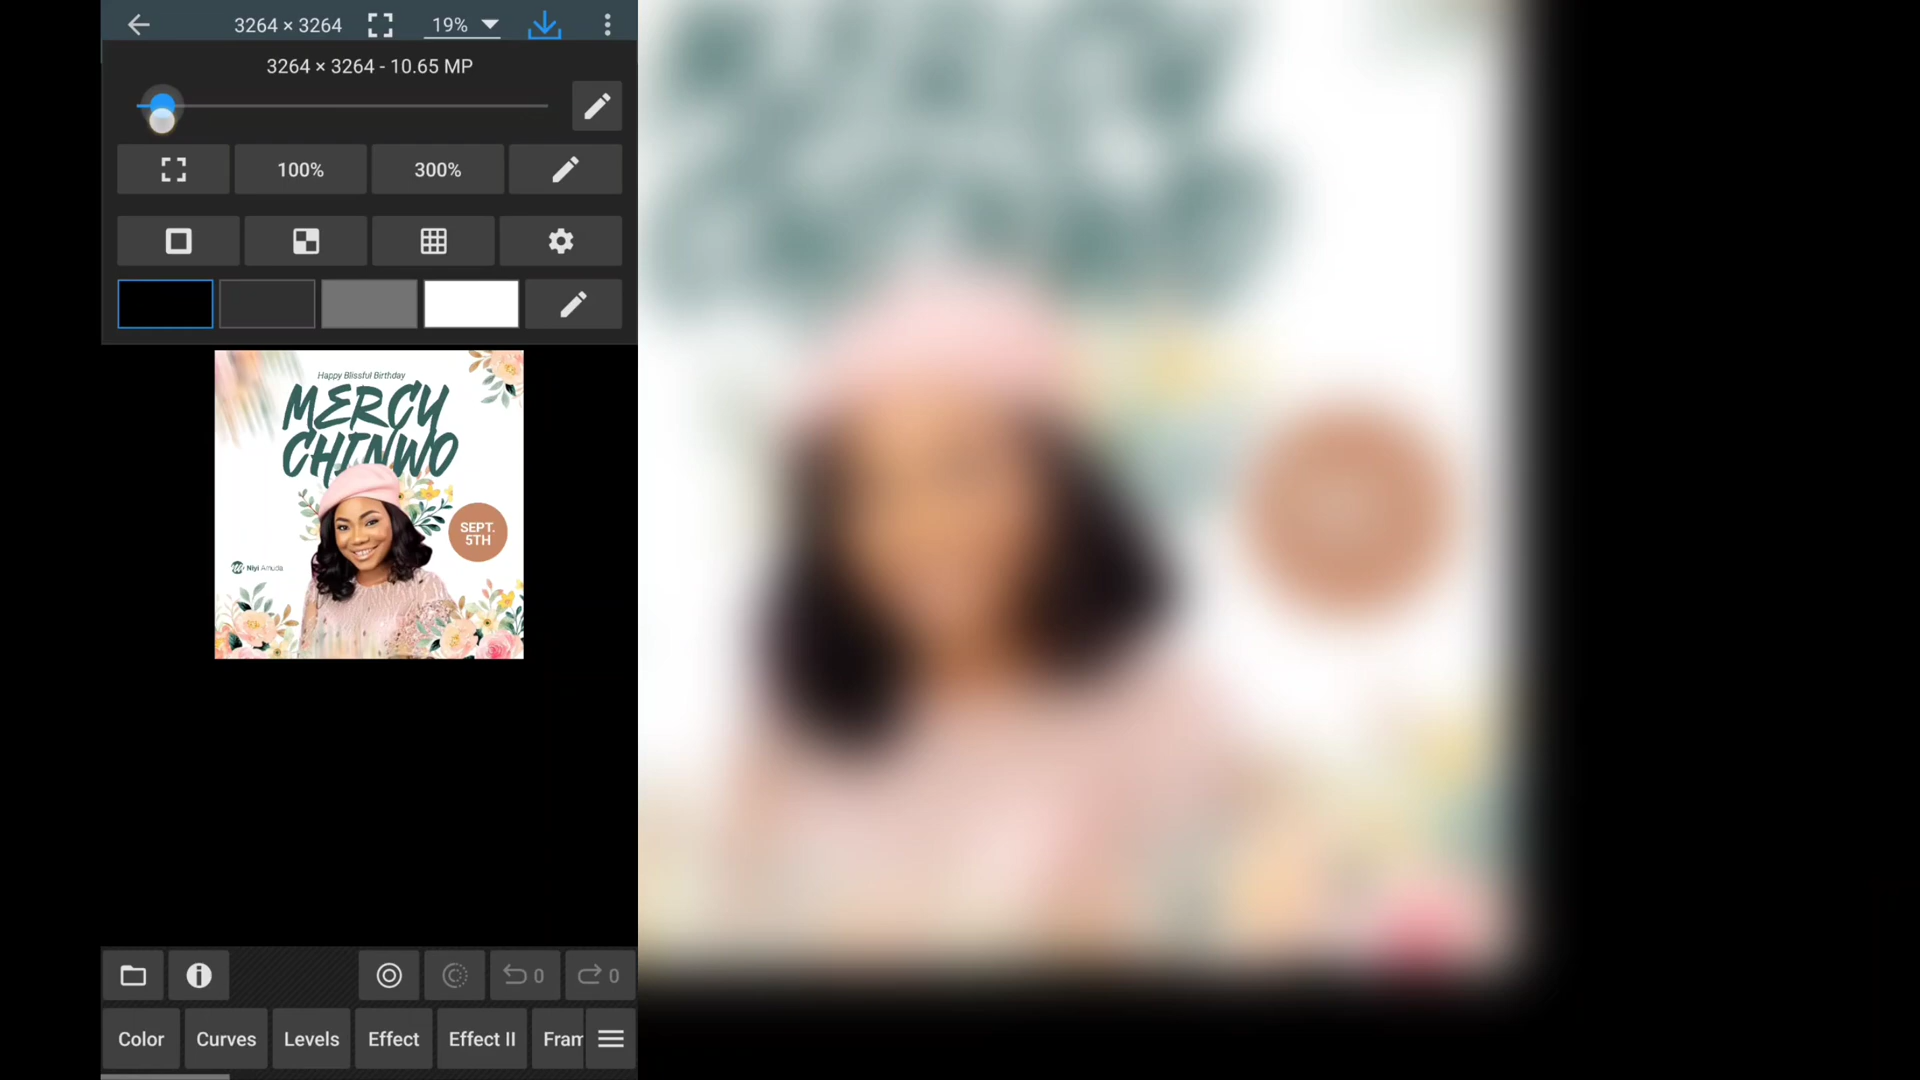 3264 × 3264
19%
3264 × 3264 - 10.65 MP
100%
300%
Happy Blissful Birthday
MERCY
CHINWO
SEPT.
5TH
Niyi Amuda
0
0
Color
Curves
Levels
Effect
Effect II
Fram